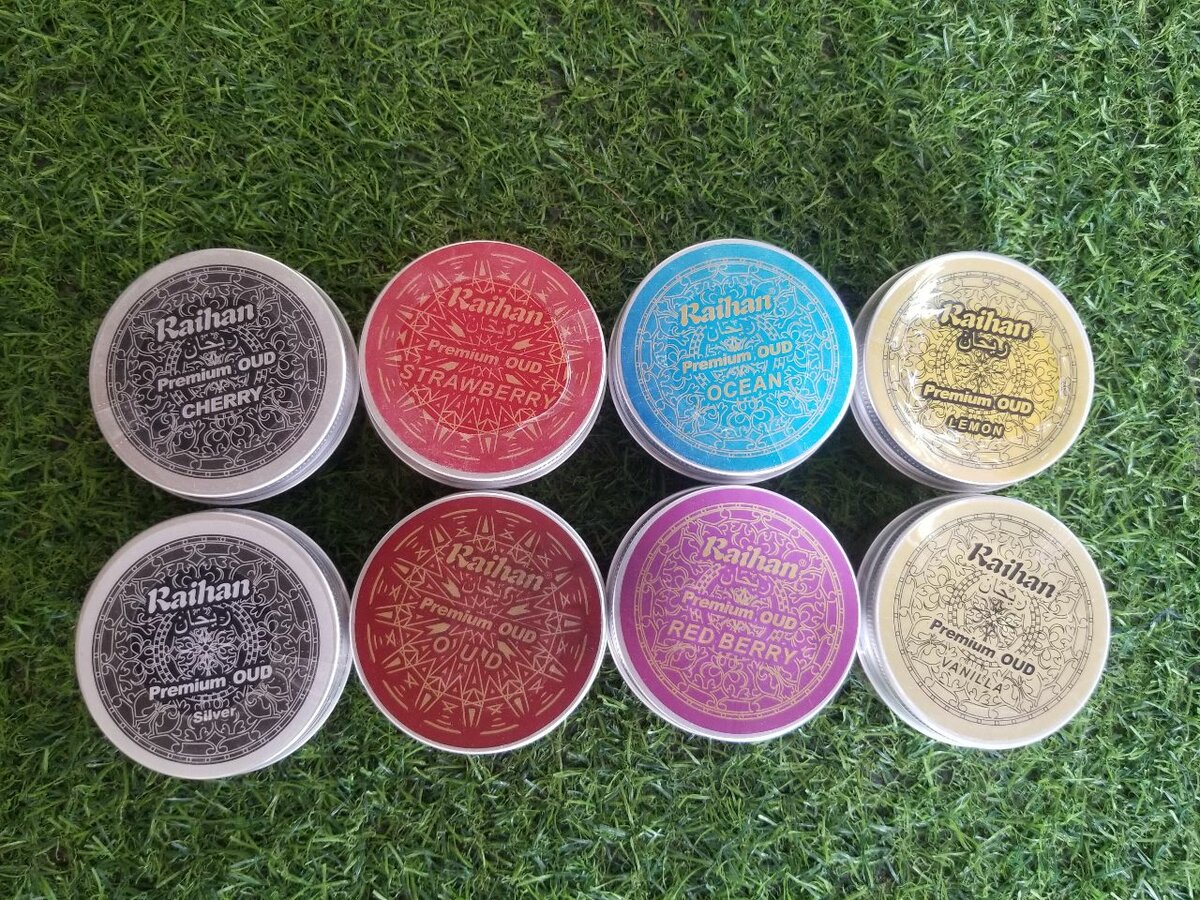 Raihan
ريحان
Premium OUD
CHERRY
Raihan
ريحان
Premium OUD
STRAWBERRY
Raihan
ريحان
Premium OUD
OCEAN
Raihan
ريحان
Premium OUD
LEMON
Raihan
ريحان
Premium OUD
Silver
Raihan
ريحان
Premium OUD
OUD
Raihan®
ريحان
Premium OUD
RED BERRY
Raihan
ريحان
Premium OUD
VANILLA